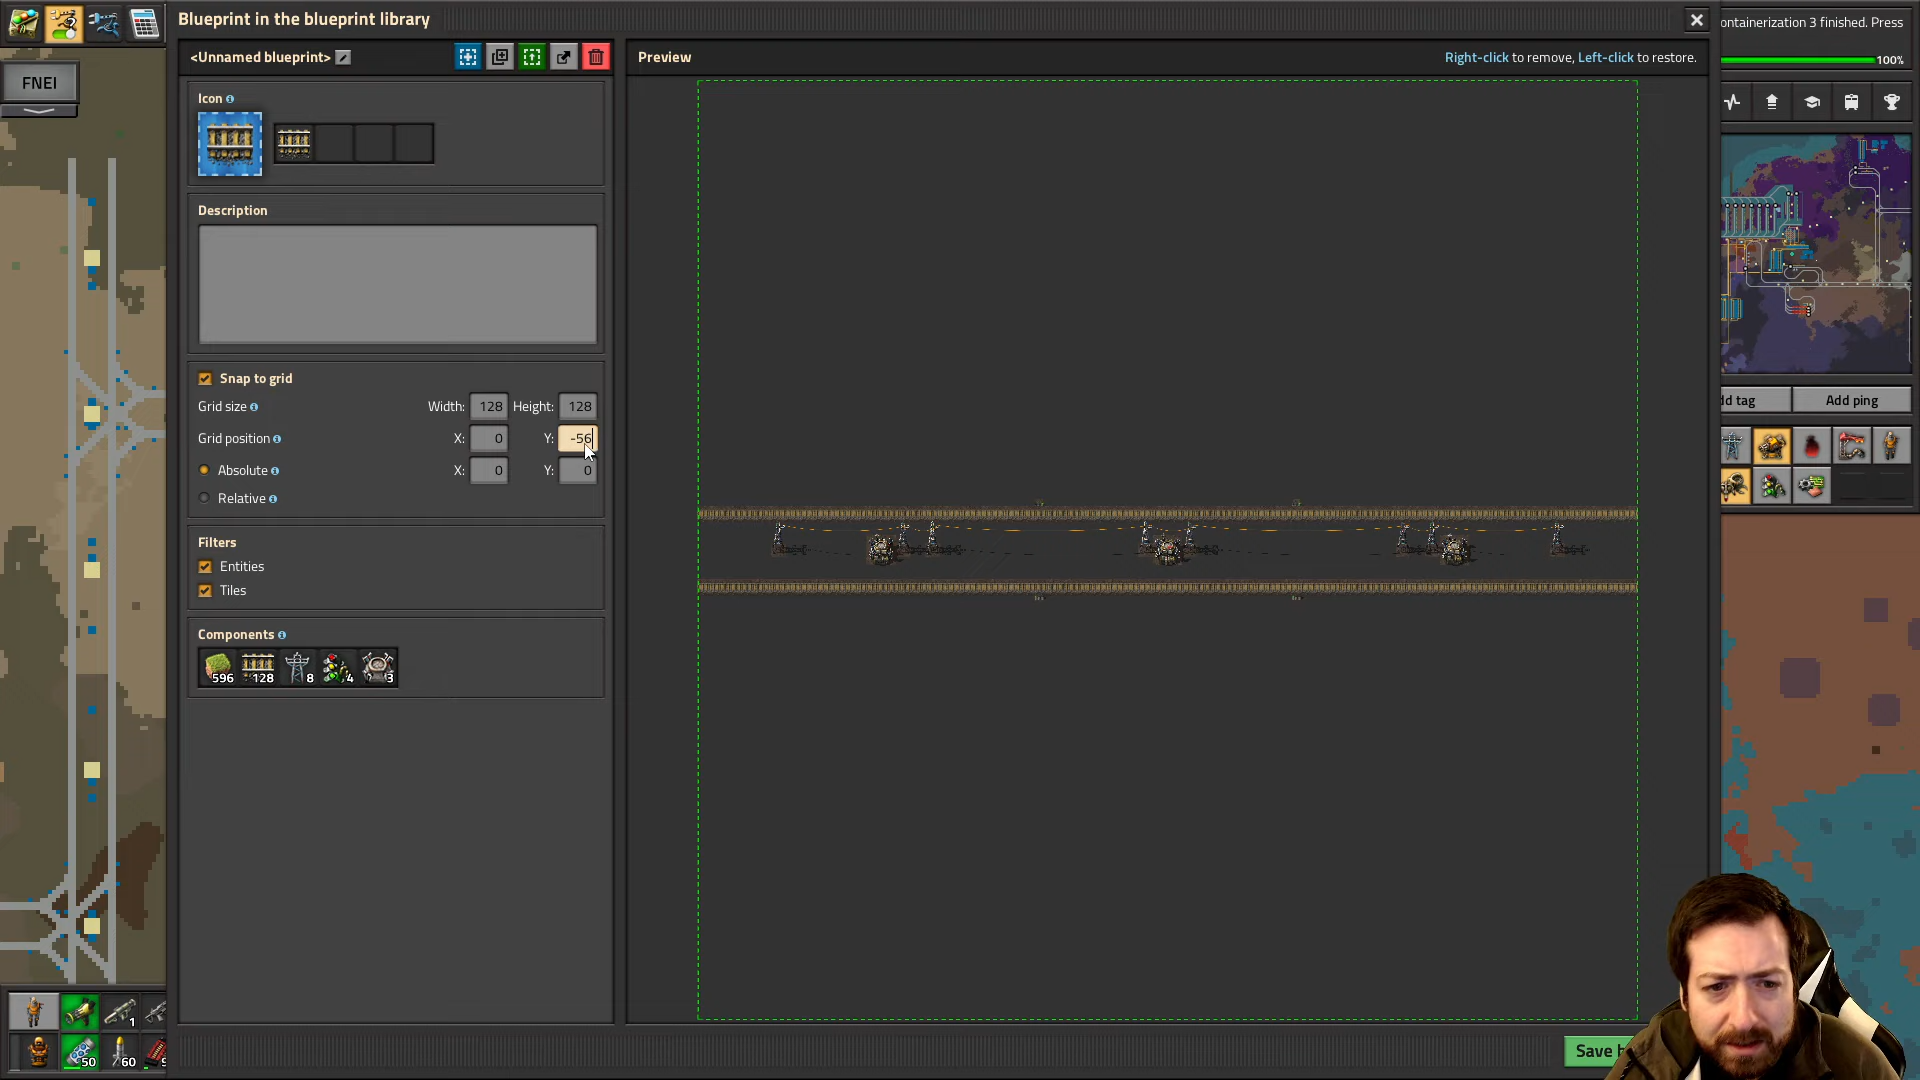 Blueprint in the blueprint library
ontainerization 3 finished. Press
100%
<Unnamed blueprint>
Preview
Right-click to remove, Left-click to restore.
FNEI
Icon
Description
Snap to grid
Grid size Width: 128 Height: 128
Grid position X: 0 Y: -56
Absolute X: 0 Y: 0
Relative
Filters
Entities
Tiles
Components
596 128 8 4 3
dd tag
Add ping
1
50
60
Save